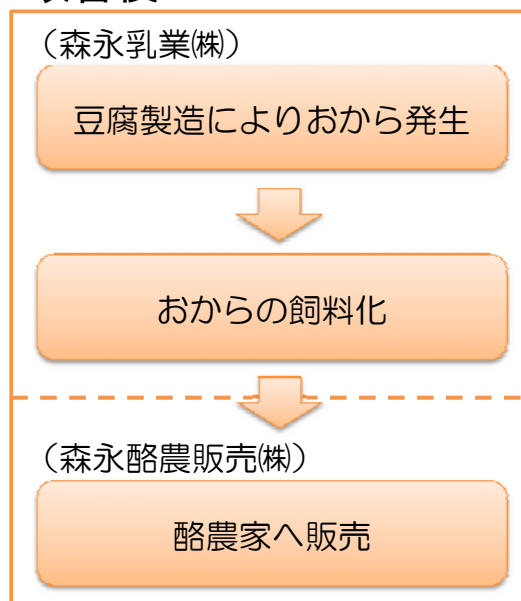 （森永乳業㈱）
豆腐製造によりおから発生
おからの飼料化
（森永酪農販売㈱）
酪農家へ販売